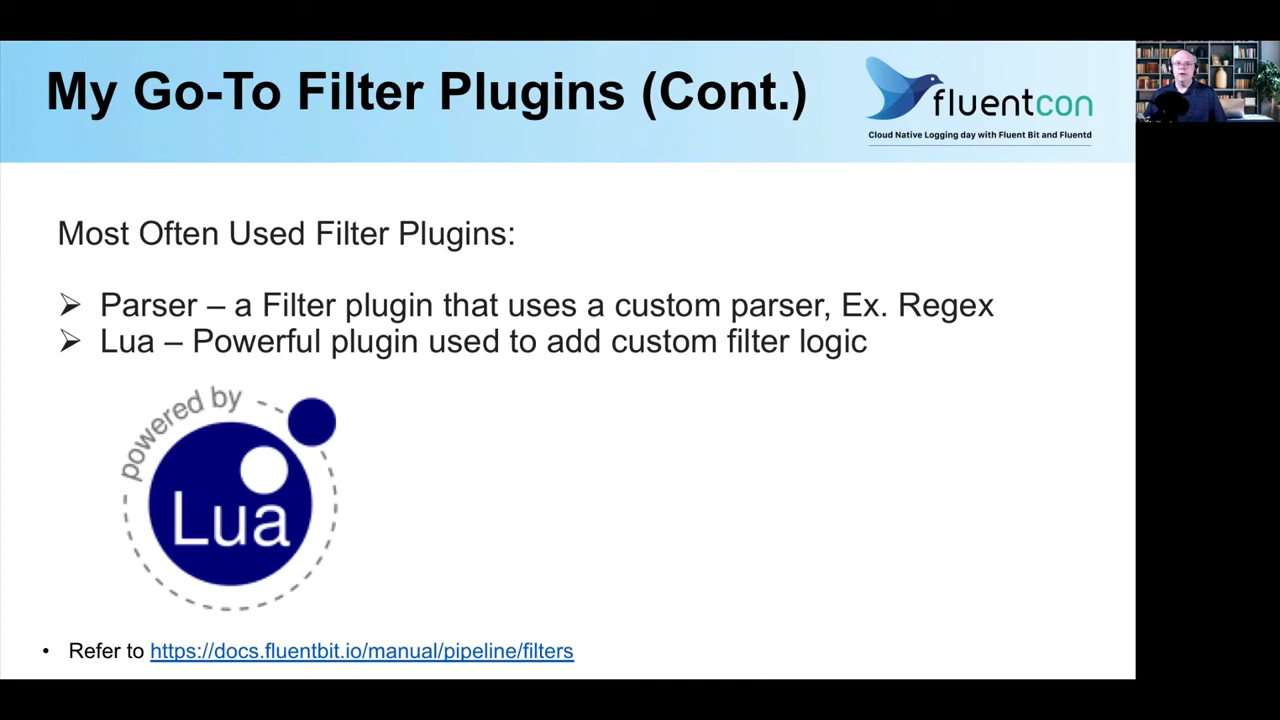 My Go-To Filter Plugins (Cont.)
fluentcon
Cloud Native Logging day with Fluent Bit and Fluentd
Most Often Used Filter Plugins:
➢ Parser – a Filter plugin that uses a custom parser, Ex. Regex
➢ Lua – Powerful plugin used to add custom filter logic
powered by
Lua
• Refer to https://docs.fluentbit.io/manual/pipeline/filters